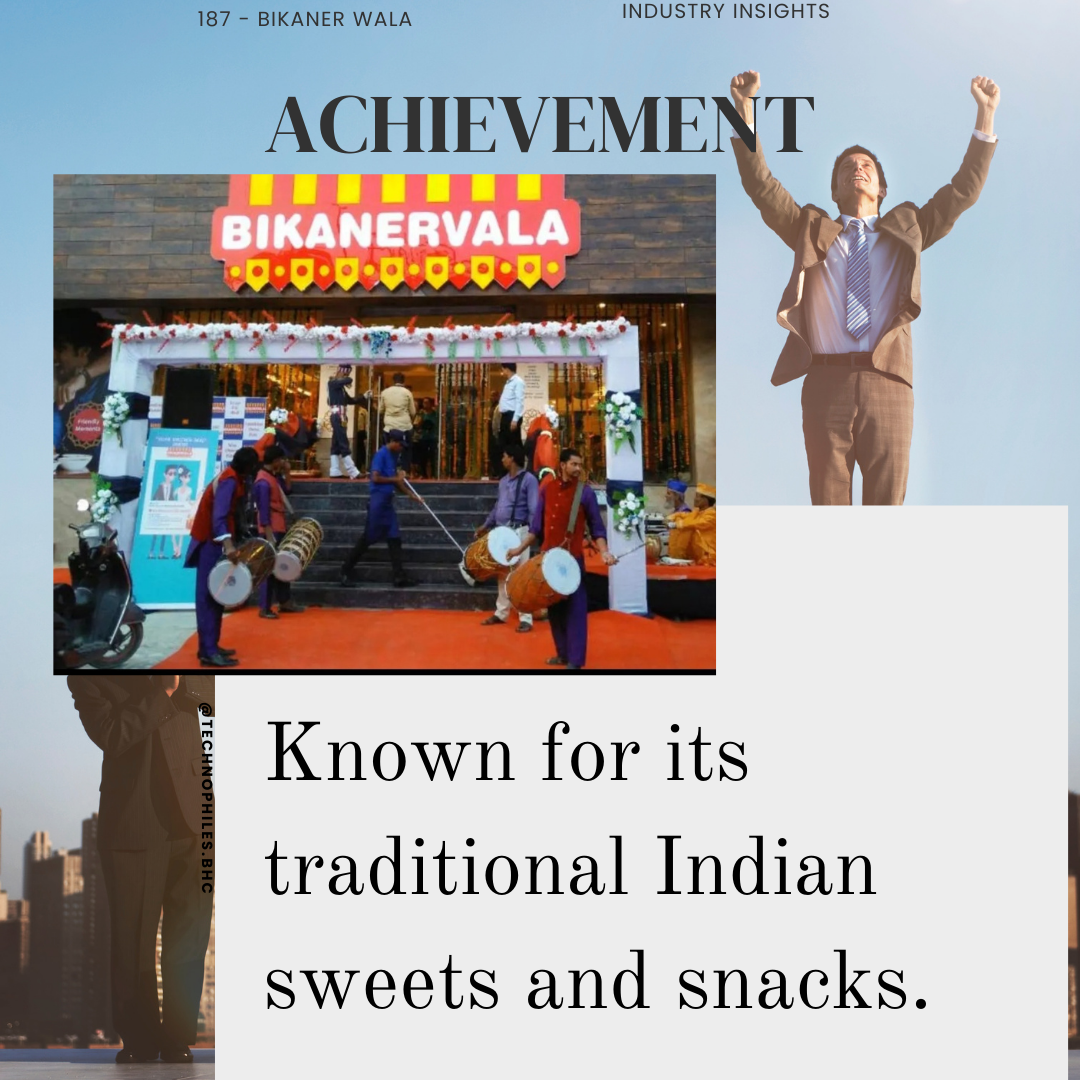 187 - BIKANER WALA
INDUSTRY INSIGHTS
ACHIEVEMENT
BIKANERVALA
@TECHNOPHILES.BHC
Known for its
traditional Indian
sweets and snacks.